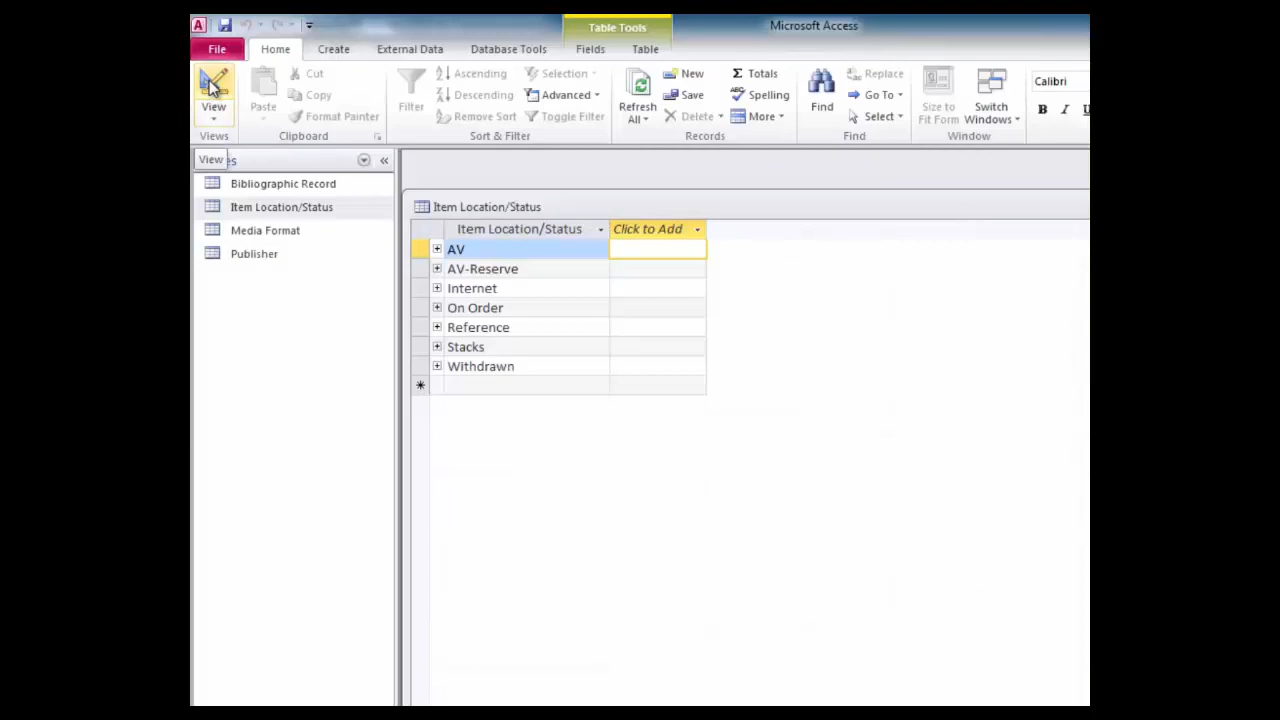 A
Table Tools
Microsoft Access
File Home Create External Data Database Tools Fields Table
View
Paste
Cut
Copy
Format Painter
Filter
Ascending
Descending
Remove Sort
Selection
Advanced
Toggle Filter
Refresh
All
New
Save
Delete
Totals
Spelling
More
Find
Replace
Go To
Select
Size to
Fit Form
Switch
Windows
Calibri
B I U
Views Clipboard Sort & Filter Records Find Window
View
Bibliographic Record
Item Location/Status
Media Format
Publisher
Item Location/Status
Item Location/Status Click to Add
AV
AV-Reserve
Internet
On Order
Reference
Stacks
Withdrawn